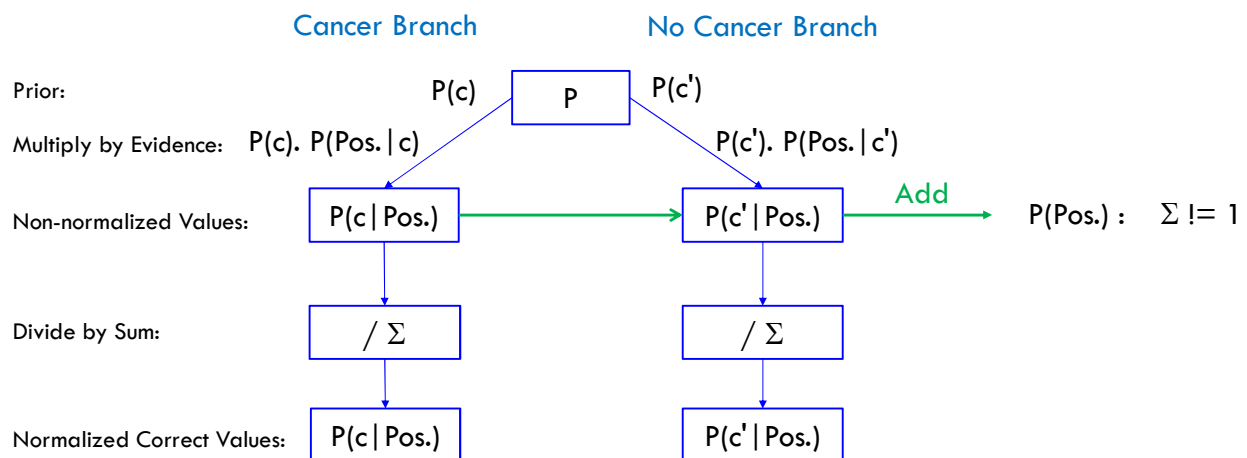 Cancer Branch No Cancer Branch
Prior: P(c) P P(c')
Multiply by Evidence: P(c). P(Pos.|c) P(c'). P(Pos.|c')
Add
Non-normalized Values: P(c|Pos.) P(c'|Pos.) P(Pos.) : Σ != 1
Divide by Sum: / Σ / Σ
Normalized Correct Values: P(c|Pos.) P(c'|Pos.)